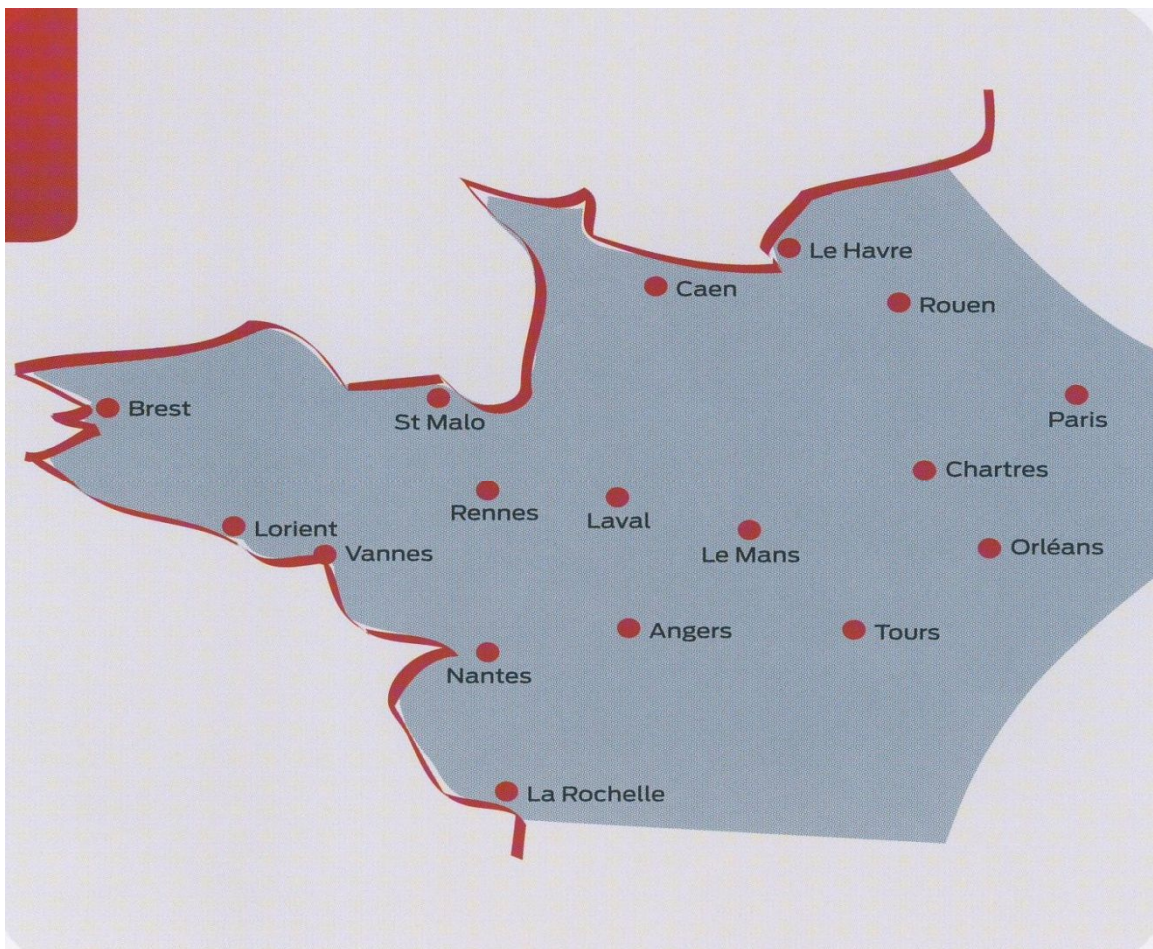 Le Havre
Caen
Rouen
Brest
St Malo
Paris
Chartres
Rennes
Laval
Lorient
Le Mans
Orléans
Vannes
Angers
Tours
Nantes
La Rochelle